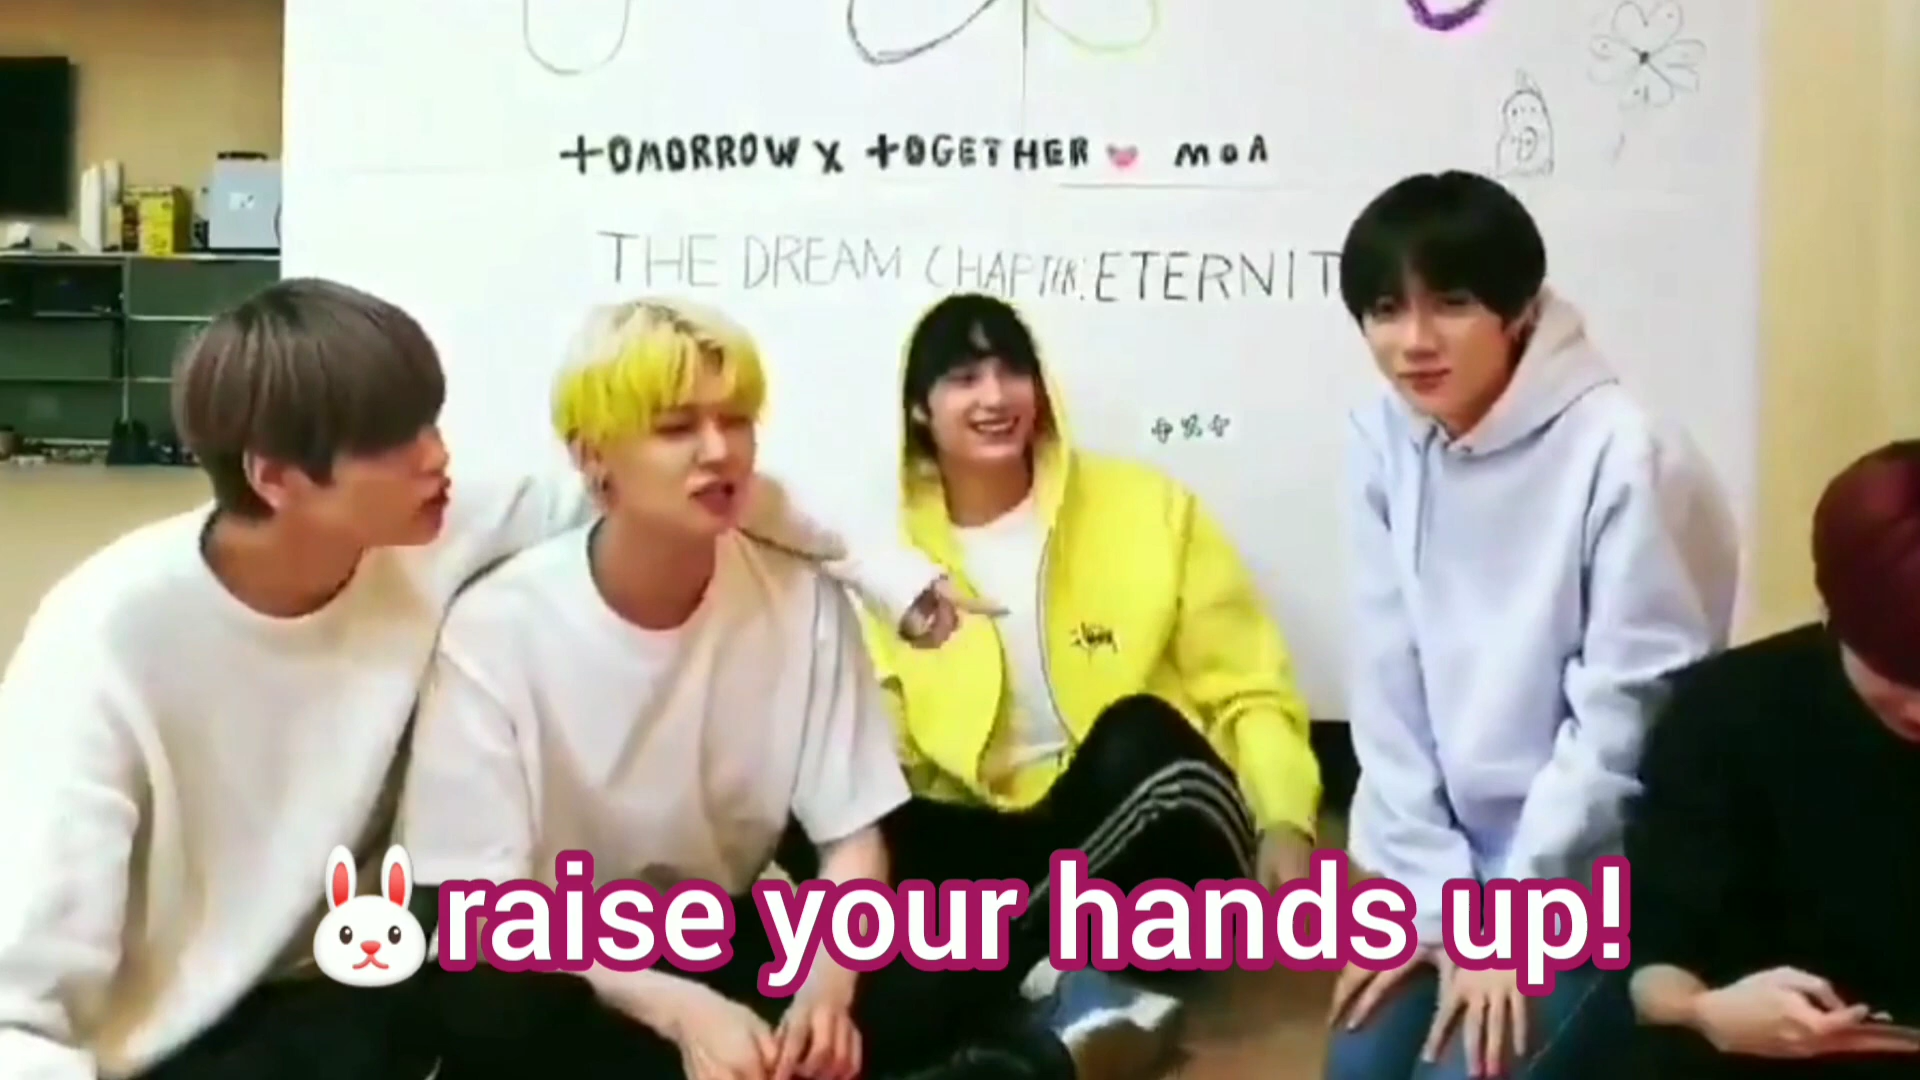 tOMORROW X tOGETHER 💗 MOA
THE DREAM CHAPTER: ETERNIT
🐰raise your hands up!